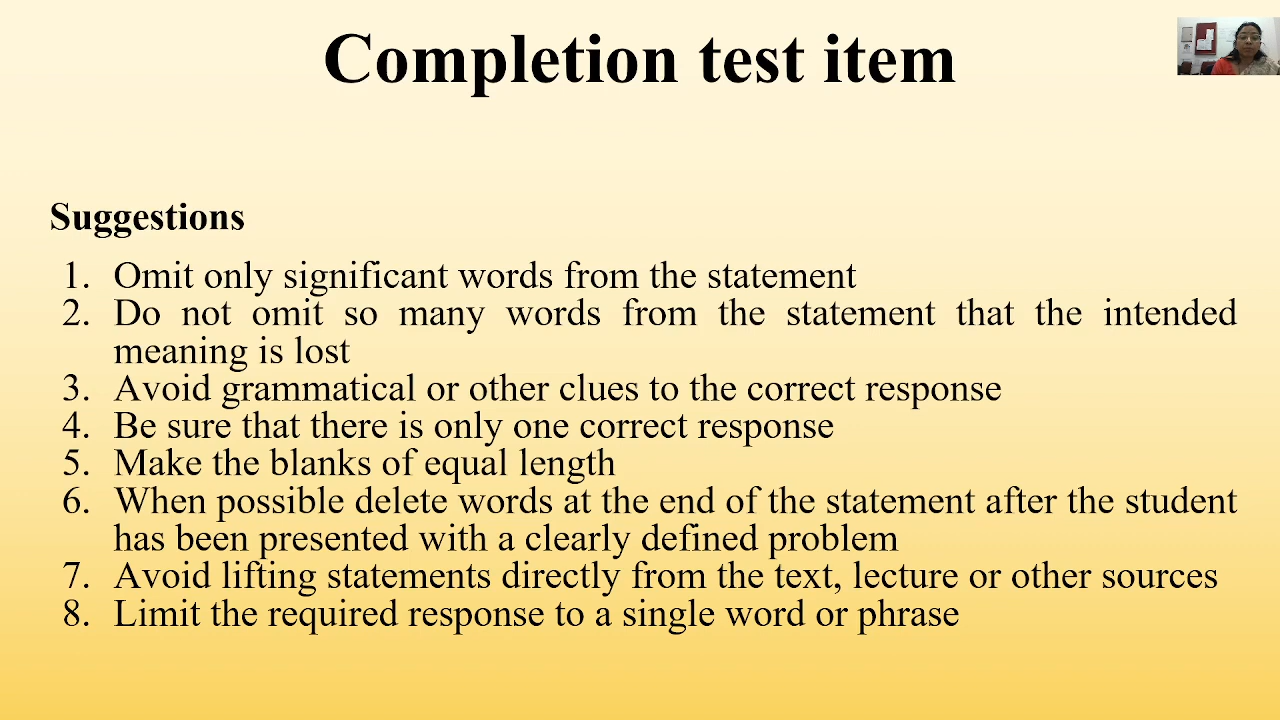 Completion test item
Suggestions
1. Omit only significant words from the statement
2. Do not omit so many words from the statement that the intended
meaning is lost
3. Avoid grammatical or other clues to the correct response
4. Be sure that there is only one correct response
5. Make the blanks of equal length
6. When possible delete words at the end of the statement after the student
has been presented with a clearly defined problem
7. Avoid lifting statements directly from the text, lecture or other sources
8. Limit the required response to a single word or phrase